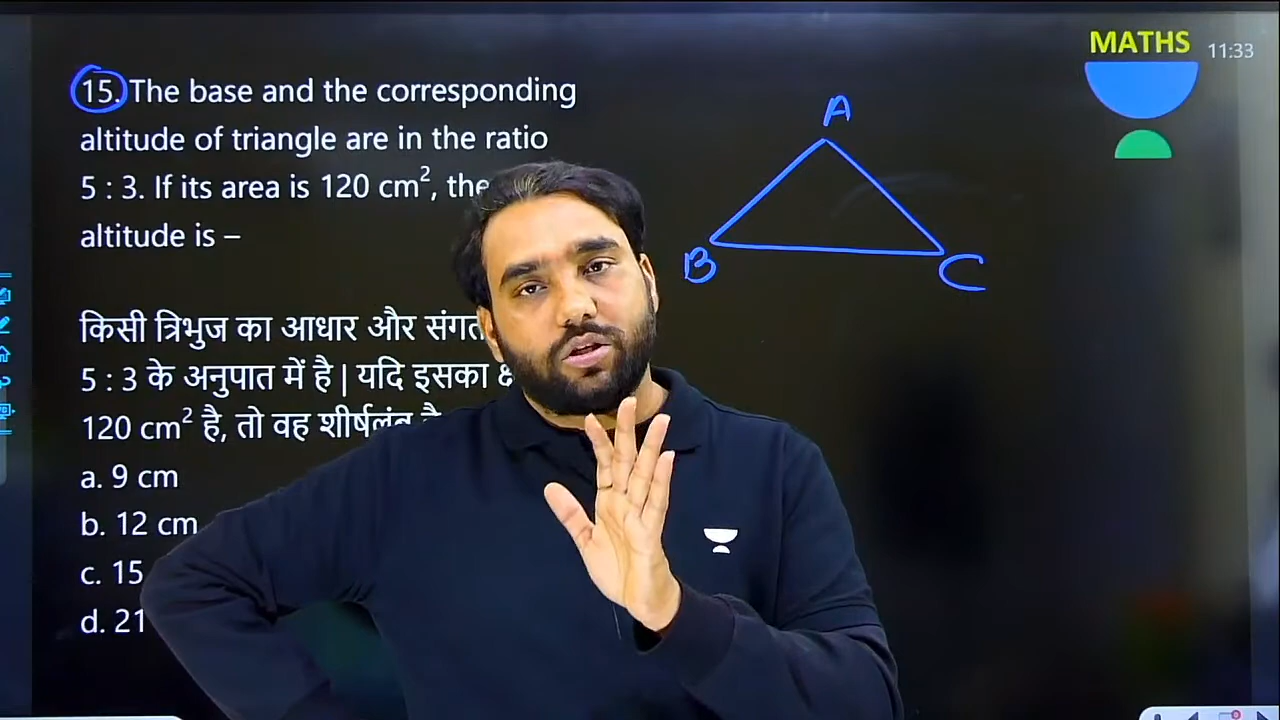 MATHS
11:33
15. The base and the corresponding
altitude of triangle are in the ratio
5 : 3. If its area is 120 cm², the
altitude is –
A
B
C
किसी त्रिभुज का आधार और संगत
5 : 3 के अनुपात में है | यदि इसका
120 cm² है, तो वह शीर्षलंब है
a. 9 cm
b. 12 cm
c. 15
d. 21